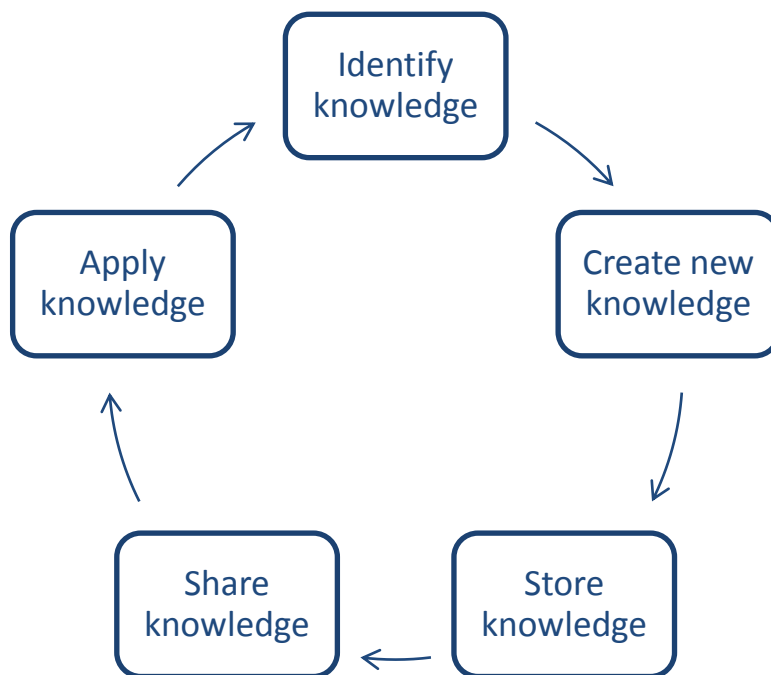 Identify
knowledge
Create new
knowledge
Store
knowledge
Share
knowledge
Apply
knowledge